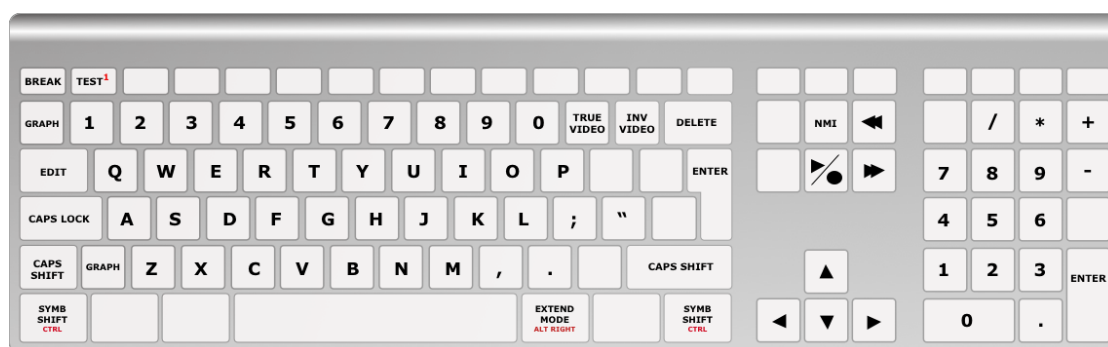 BREAK TEST1
GRAPH 1 2 3 4 5 6 7 8 9 0 TRUE VIDEO INV VIDEO DELETE NMI / * +
EDIT Q W E R T Y U I O P ENTER 7 8 9 -
CAPS LOCK A S D F G H J K L ; “ 4 5 6
CAPS SHIFT GRAPH Z X C V B N M , . CAPS SHIFT 1 2 3 ENTER
SYMB SHIFT CTRL EXTEND MODE ALT RIGHT SYMB SHIFT CTRL 0 .